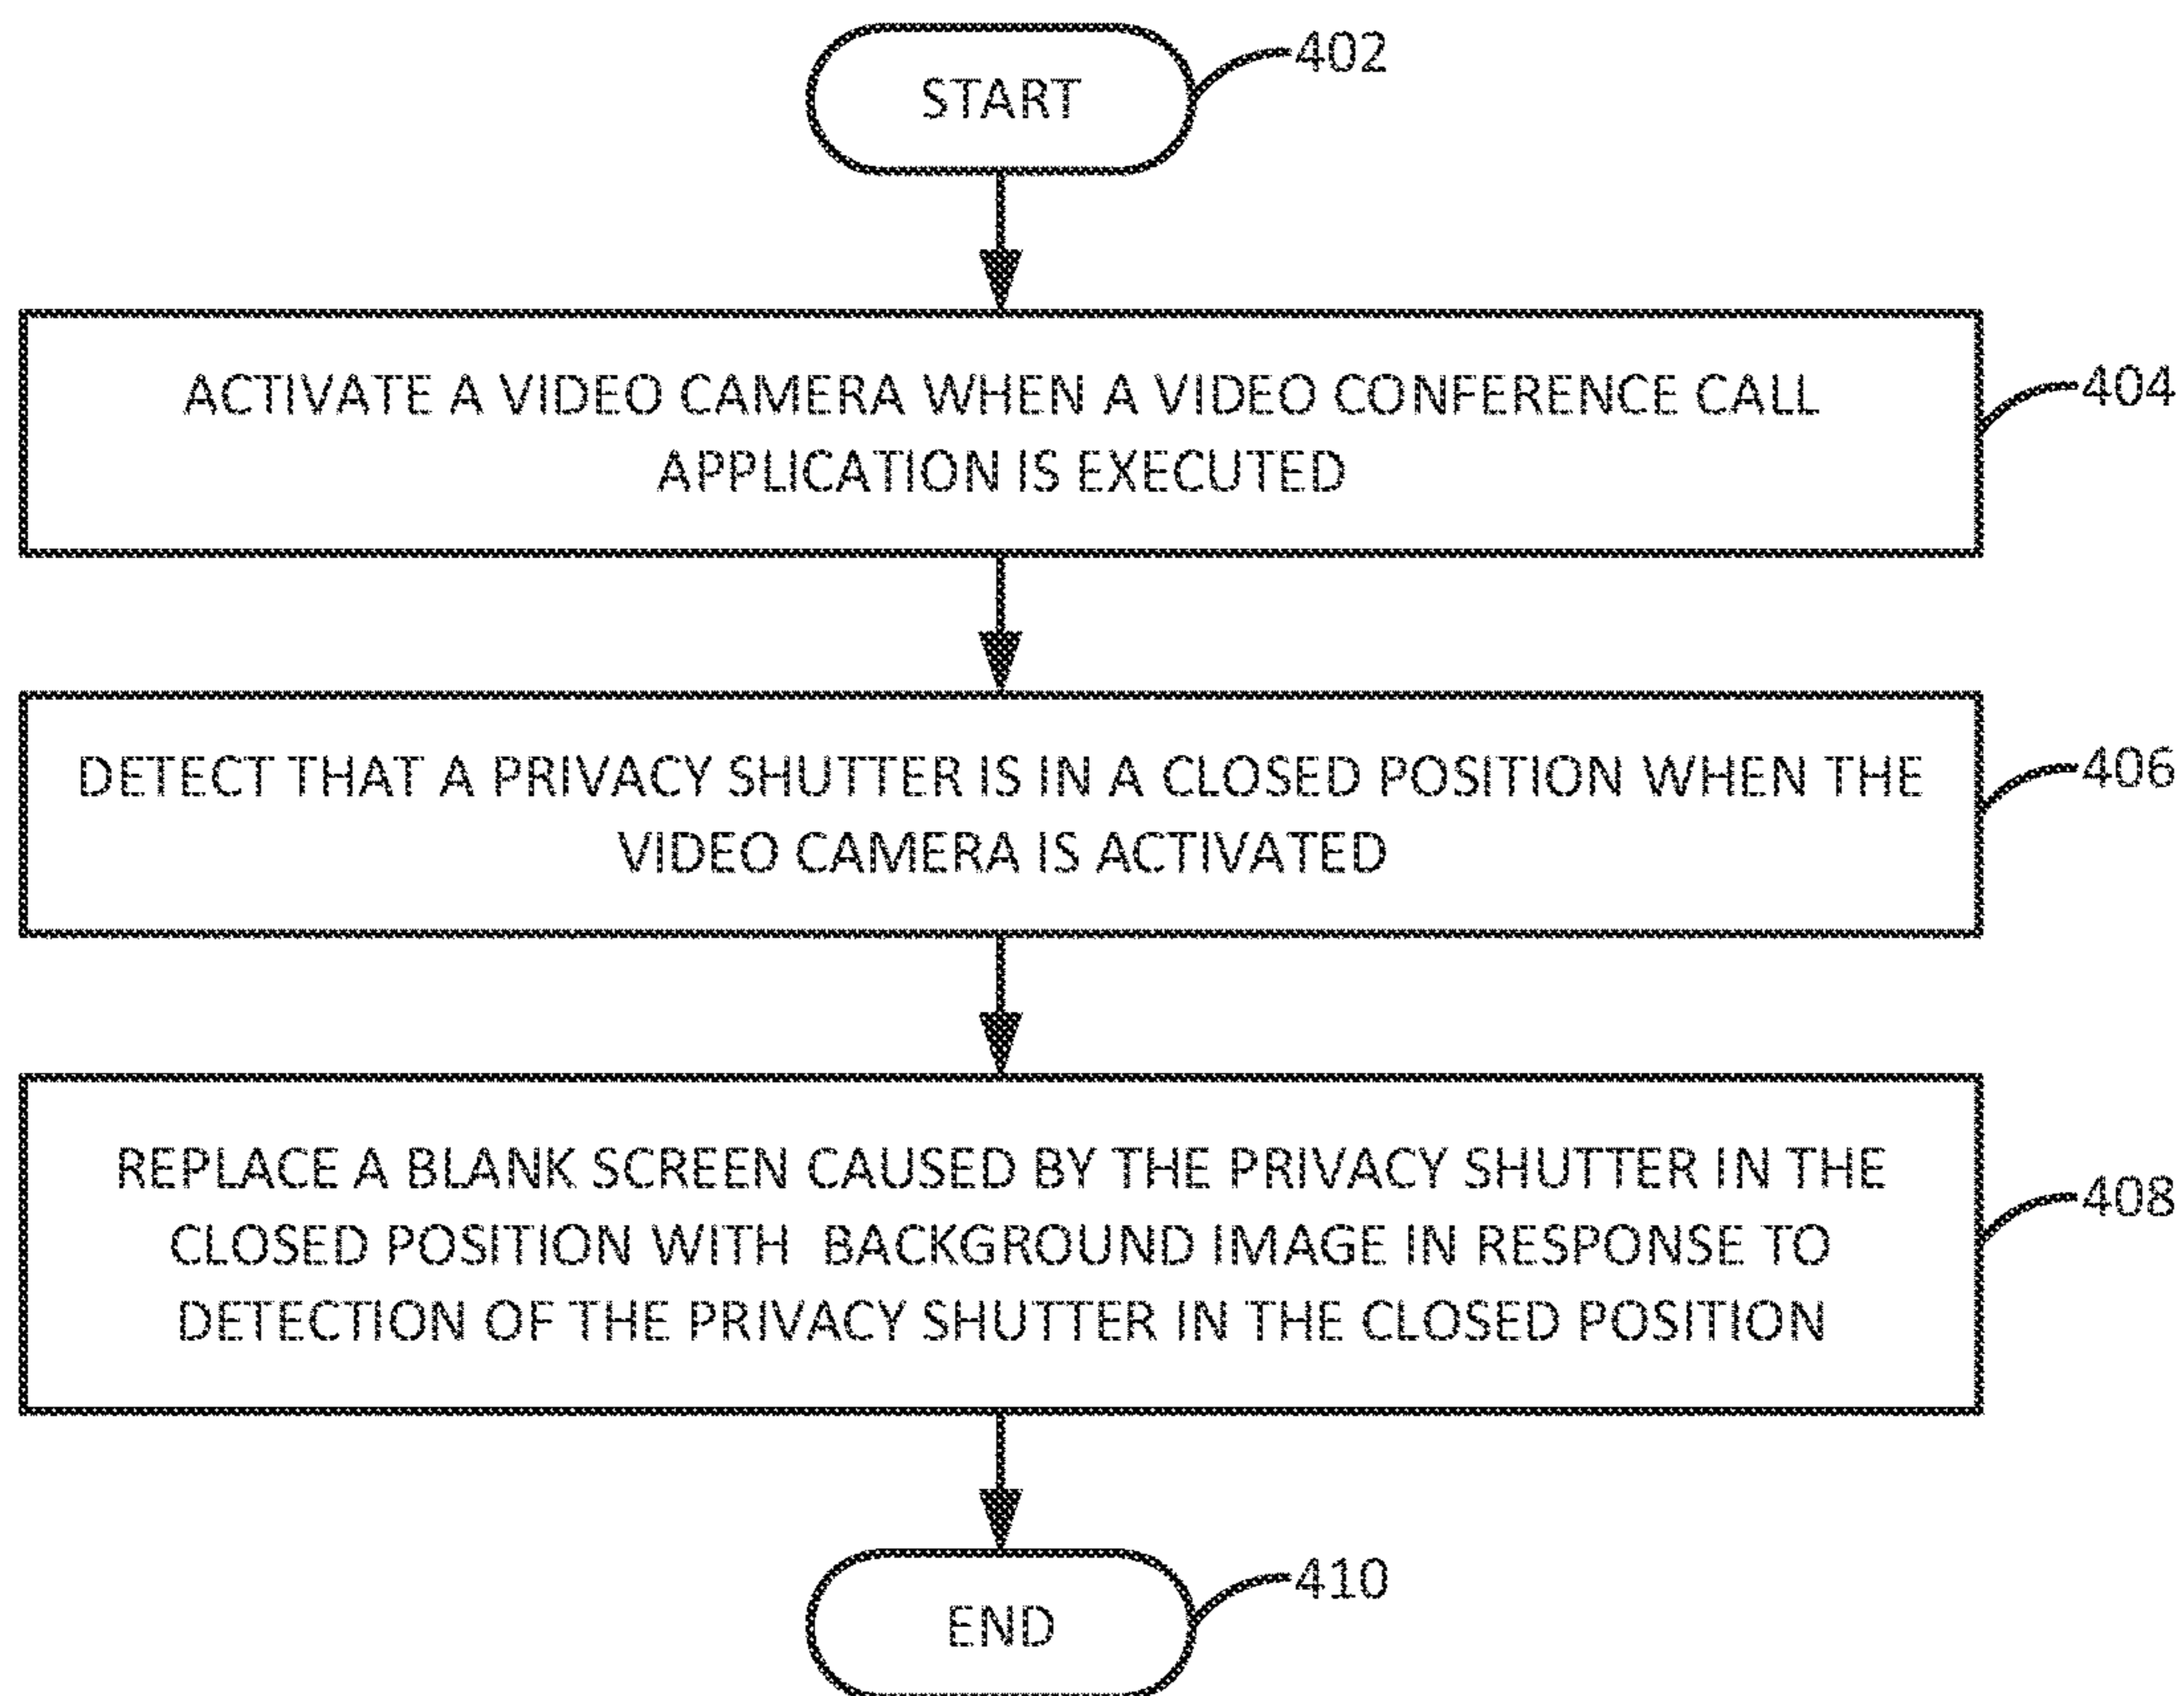 START
402
ACTIVATE A VIDEO CAMERA WHEN A VIDEO CONFERENCE CALL
APPLICATION IS EXECUTED
404
DETECT THAT A PRIVACY SHUTTER IS IN A CLOSED POSITION WHEN THE
VIDEO CAMERA IS ACTIVATED
406
REPLACE A BLANK SCREEN CAUSED BY THE PRIVACY SHUTTER IN THE
CLOSED POSITION WITH  BACKGROUND IMAGE IN RESPONSE TO
DETECTION OF THE PRIVACY SHUTTER IN THE CLOSED POSITION
408
END
410